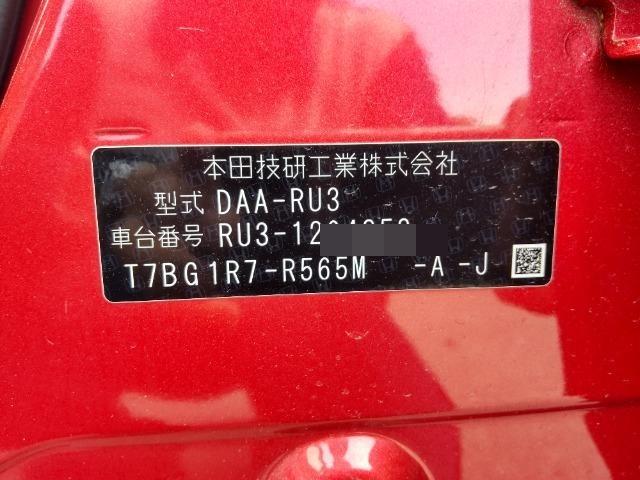 本田技研工業株式会社
型式 DAA-RU3
車台番号 RU3-12
T7BG1R7-R565M -A -J